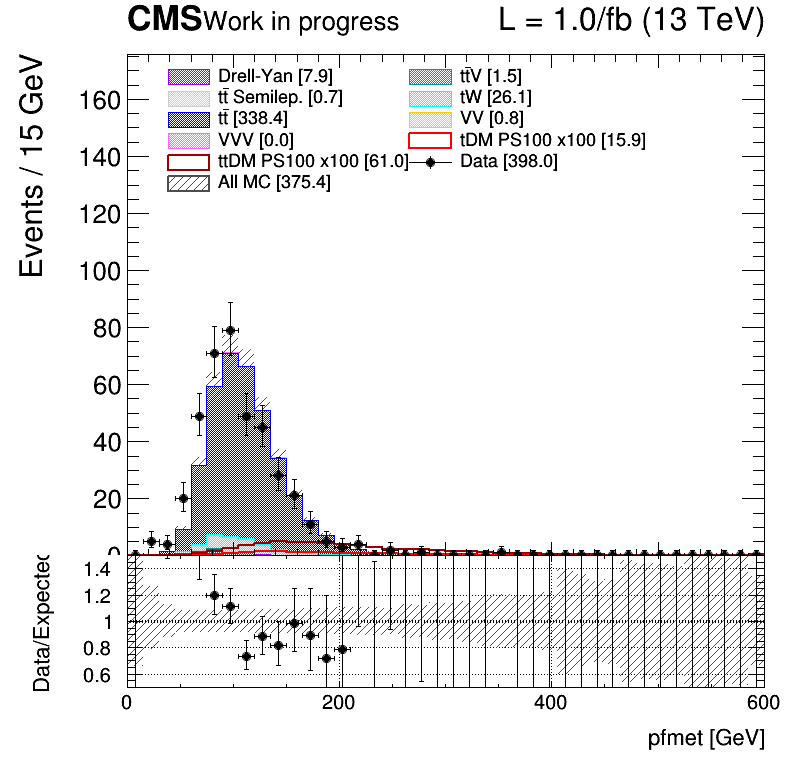 CMS Work in progress L = 1.0/fb (13 TeV)
Events / 15 GeV
Drell-Yan [7.9] tt̄V [1.5]
tt̄ Semilep. [0.7] tW [26.1]
tt̄ [338.4] VV [0.8]
VVV [0.0] tDM PS100 x100 [15.9]
ttDM PS100 x100 [61.0] Data [398.0]
All MC [375.4]
160
140
120
100
80
60
40
20
0
Data/Expected
1.4
1.2
1
0.8
0.6
0 200 400 600
pfmet [GeV]